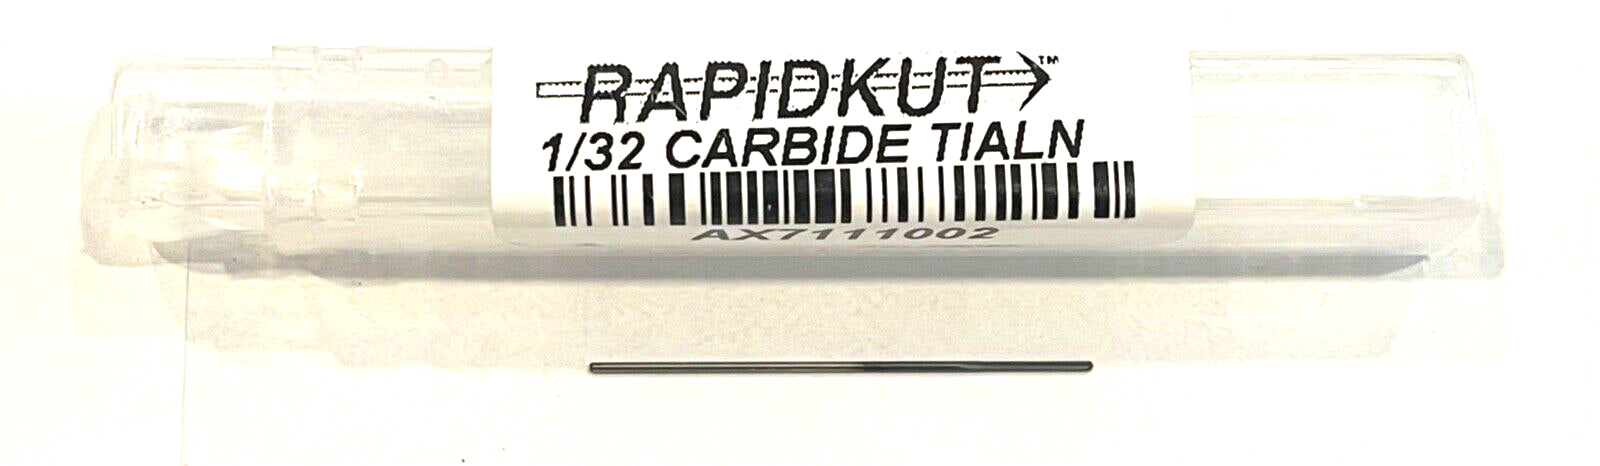 RAPIDKUT™
1/32 CARBIDE TIALN
AX7111002